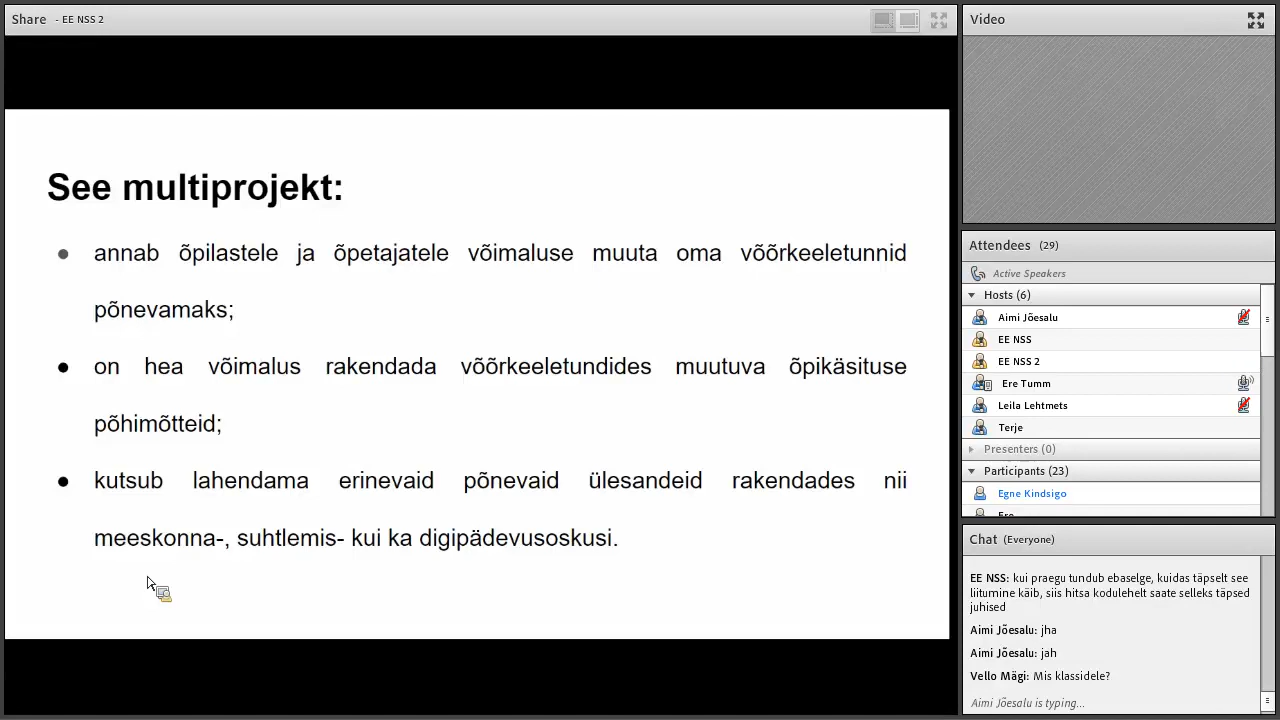 Share - EE NSS 2
See multiprojekt:
● annab õpilastele ja õpetajatele võimaluse muuta oma võõrkeeletunnid
põnevamaks;
● on hea võimalus rakendada võõrkeeletundides muutuva õpikäsituse
põhimõtteid;
● kutsub lahendama erinevaid põnevaid ülesandeid rakendades nii
meeskonna-, suhtlemis- kui ka digipädevusoskusi.
Video
Attendees (29)
Active Speakers
Hosts (6)
Aimi Jõesalu
EE NSS
EE NSS 2
Ere Tumm
Leila Lehtmets
Terje
Presenters (0)
Participants (23)
Egne Kindsigo
Ere
Chat (Everyone)
EE NSS: kui praegu tundub ebaselge, kuidas täpselt see
liitumine käib, siis hitsa kodulehelt saate selleks täpsed
juhised
Aimi Jõesalu: jha
Aimi Jõesalu: jah
Vello Mägi: Mis klassidele?
Aimi Jõesalu is typing...